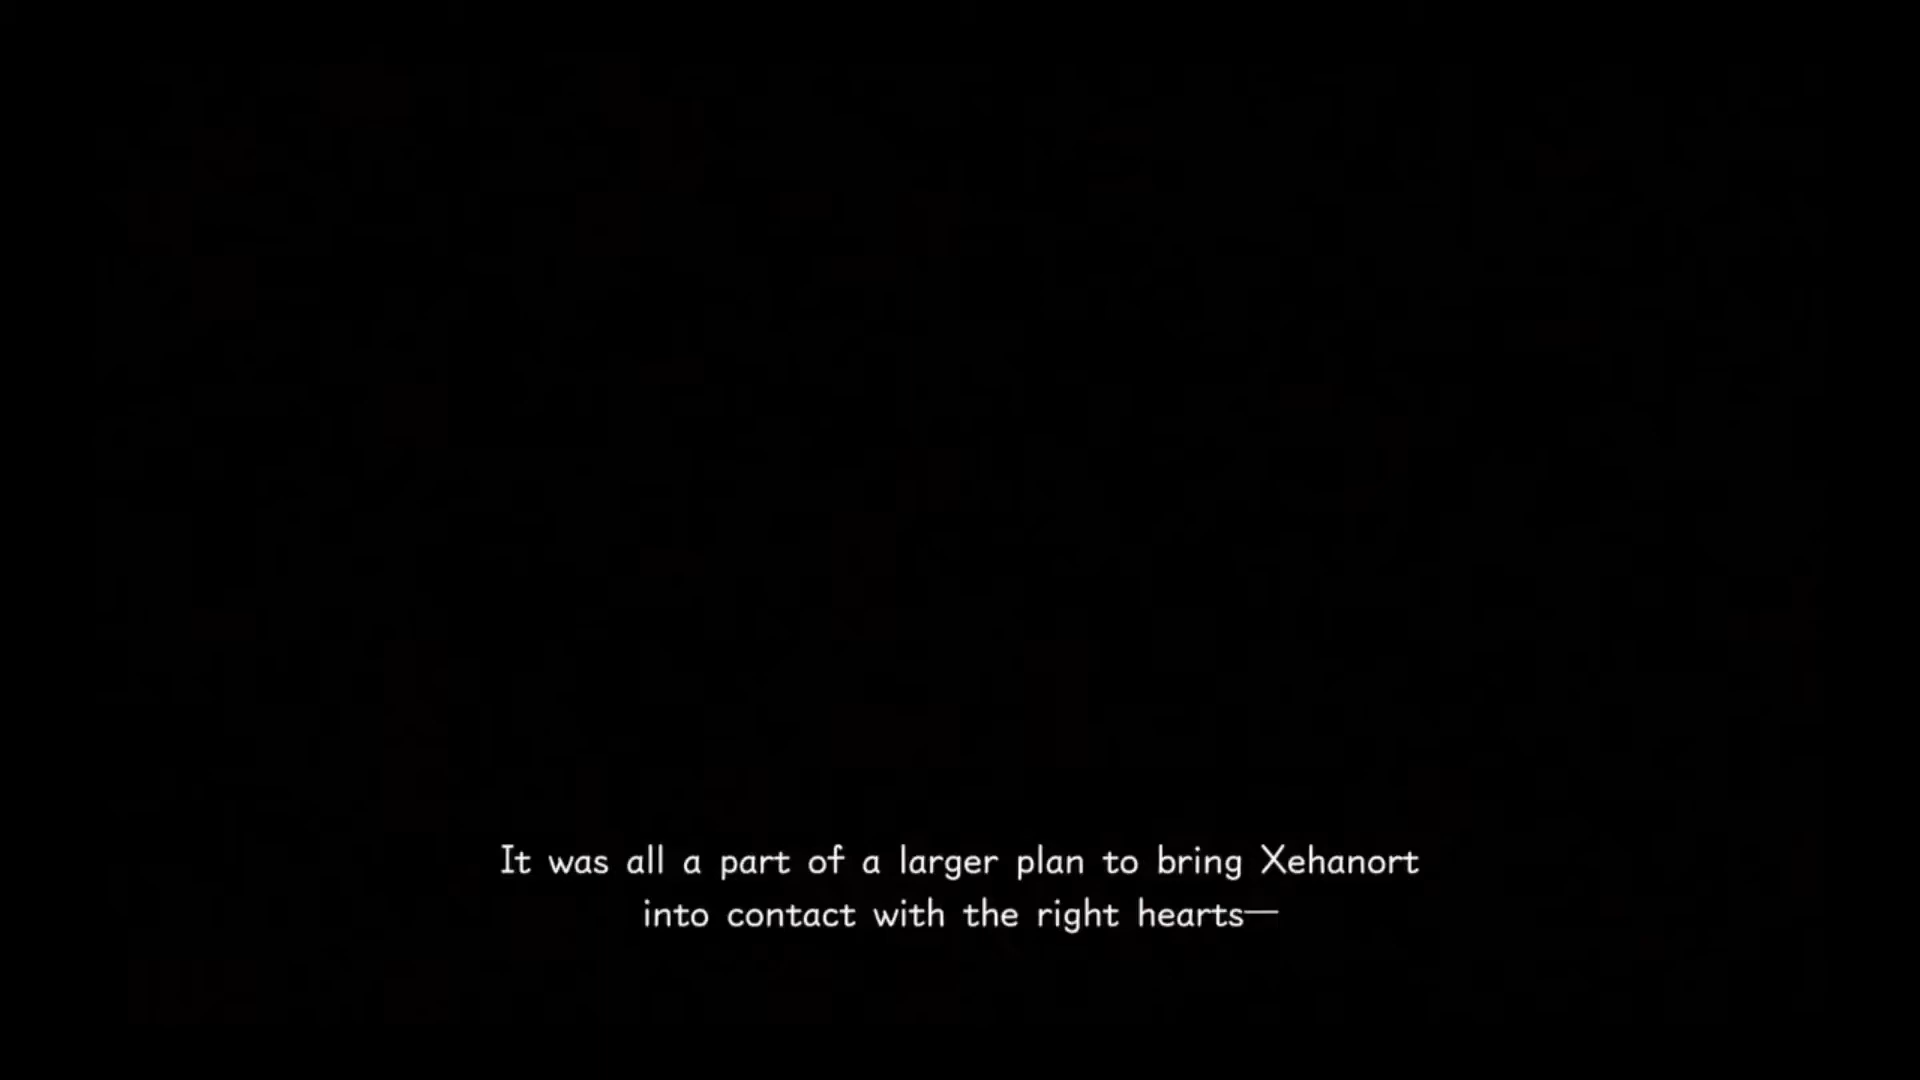 It was all a part of a larger plan to bring Xehanort
into contact with the right hearts—